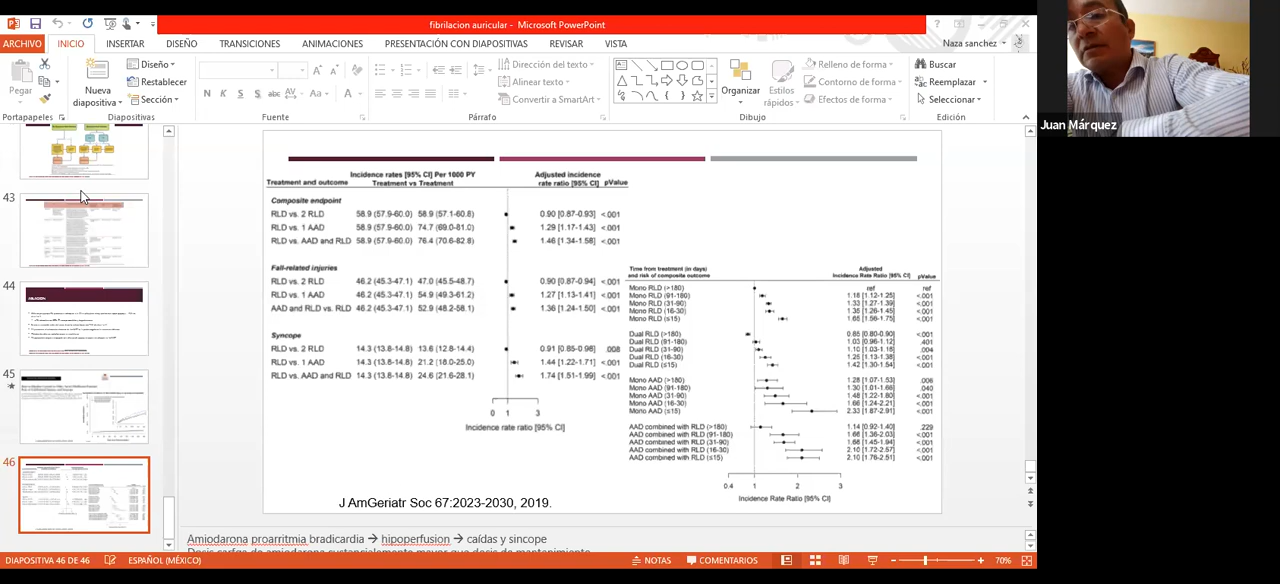 fibrilacion auricular - Microsoft PowerPoint
ARCHIVO INICIO INSERTAR DISEÑO TRANSICIONES ANIMACIONES PRESENTACIÓN CON DIAPOSITIVAS REVISAR VISTA
Naza sanchez
Pegar
Nueva
diapositiva
Diseño
Restablecer
Sección
N K S S abc AV Aa A
Dirección del texto
Alinear texto
Convertir a SmartArt
Organizar
Estilos
rápidos
Relleno de forma
Contorno de forma
Efectos de forma
Buscar
Reemplazar
Seleccionar
Portapapeles Diapositivas Fuente Párrafo Dibujo Edición
Juan Márquez
43
44
45
46
Incidence rates [95% CI] Per 1000 PY Adjusted incidence
Treatment and outcome Treatment vs Treatment rate ratio [95% CI] pValue
Composite endpoint
RLD vs. 2 RLD 58.9 (57.9-60.0) 58.9 (57.1-60.8) 0.90 [0.87-0.93] <.001
RLD vs. 1 AAD 58.9 (57.9-60.0) 74.7 (69.0-81.0) 1.29 [1.17-1.43] <.001
RLD vs. AAD and RLD 58.9 (57.9-60.0) 76.4 (70.6-82.8) 1.46 [1.34-1.58] <.001
Fall-related injuries
RLD vs. 2 RLD 46.2 (45.3-47.1) 47.0 (45.5-48.7) 0.90 [0.87-0.94] <.001
RLD vs. 1 AAD 46.2 (45.3-47.1) 54.9 (49.3-61.2) 1.27 [1.13-1.41] <.001
AAD and RLD vs. RLD 46.2 (45.3-47.1) 52.9 (48.2-58.1) 1.36 [1.24-1.50] <.001
Syncope
RLD vs. 2 RLD 14.3 (13.8-14.8) 13.6 (12.8-14.4) 0.91 [0.85-0.98] .008
RLD vs. 1 AAD 14.3 (13.8-14.8) 21.2 (18.0-25.0) 1.44 [1.22-1.71] <.001
RLD vs. AAD and RLD 14.3 (13.8-14.8) 24.6 (21.6-28.1) 1.74 [1.51-1.99] <.001
0 1 3
Incidence rate ratio [95% CI]
Time from treatment (in days) Adjusted
and risk of composite outcome Incidence Rate Ratio [95% CI] pValue
Mono RLD (>180) ref ref
Mono RLD (91-180) 1.18 [1.12-1.25] <.001
Mono RLD (31-90) 1.33 [1.27-1.39] <.001
Mono RLD (16-30) 1.35 [1.26-1.45] <.001
Mono RLD (≤15) 1.65 [1.56-1.75] <.001
Dual RLD (>180) 0.85 [0.80-0.90] <.001
Dual RLD (91-180) 1.03 [0.96-1.12] .401
Dual RLD (31-90) 1.10 [1.03-1.16] .004
Dual RLD (16-30) 1.25 [1.13-1.38] <.001
Dual RLD (≤15) 1.42 [1.30-1.54] <.001
Mono AAD (>180) 1.28 [1.07-1.53] .006
Mono AAD (91-180) 1.30 [1.01-1.66] .040
Mono AAD (31-90) 1.48 [1.22-1.80] <.001
Mono AAD (16-30) 1.66 [1.24-2.21] <.001
Mono AAD (≤15) 2.33 [1.87-2.91] <.001
AAD combined with RLD (>180) 1.14 [0.92-1.40] .229
AAD combined with RLD (91-180) 1.66 [1.36-2.03] <.001
AAD combined with RLD (31-90) 1.68 [1.45-1.94] <.001
AAD combined with RLD (16-30) 2.10 [1.72-2.57] <.001
AAD combined with RLD (≤15) 2.10 [1.76-2.51] <.001
0.4 1 3
Incidence Rate Ratio [95% CI]
J AmGeriatr Soc 67:2023-2030, 2019.
Amiodarona proarritmia bradicardia → hipoperfusion → caídas y sincope
DIAPOSITIVA 46 DE 46 ESPAÑOL (MÉXICO) NOTAS COMENTARIOS 70%